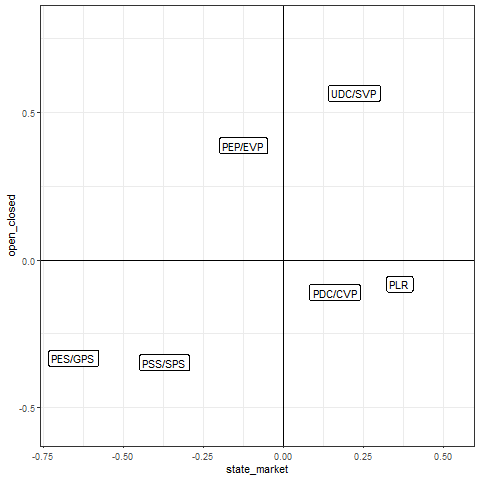 UDC/SVP
0.5
PEP/EVP
open_closed
0.0
PLR
PDC/CVP
PES/GPS
PSS/SPS
-0.5
-0.75 -0.50 -0.25 0.00 0.25 0.50
state_market